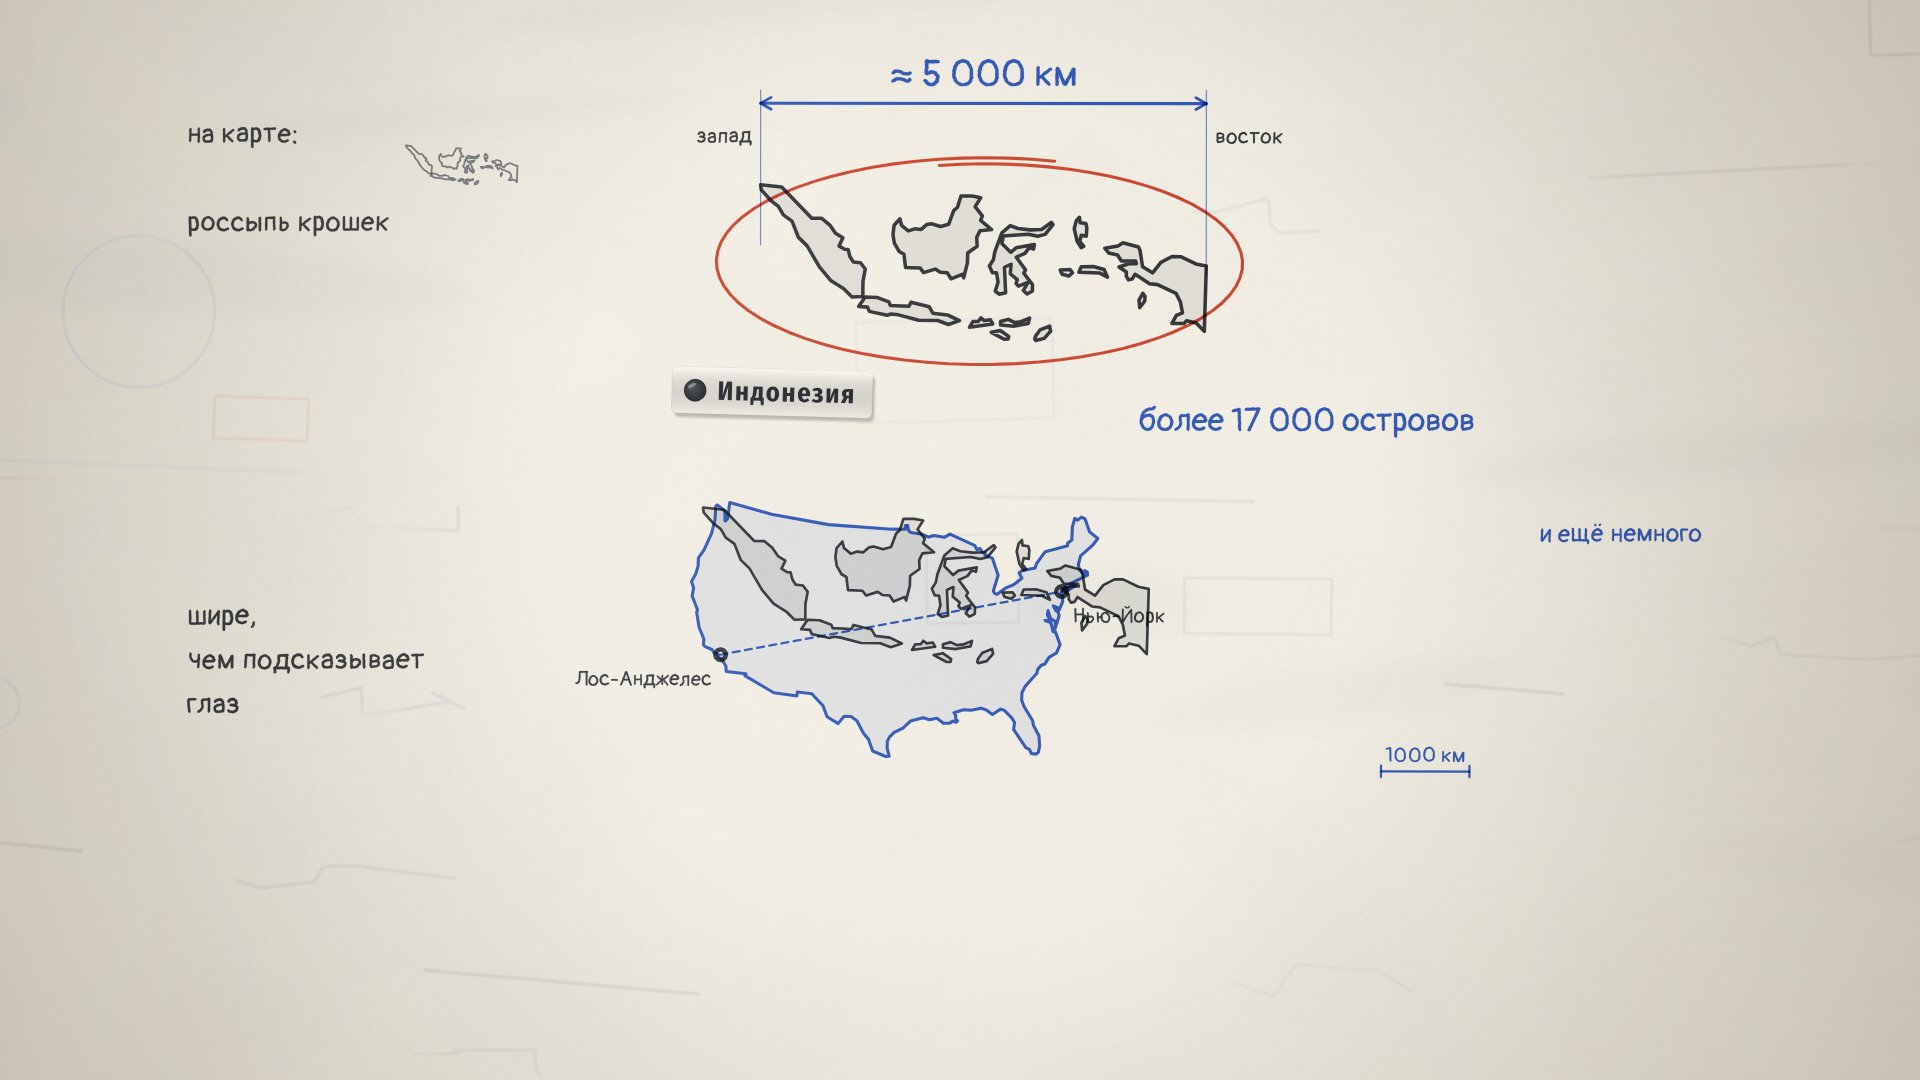 ≈ 5 000 км
на карте:
запад
восток
россыпь крошек
Индонезия
более 17 000 островов
и ещё немного
шире,
чем подсказывает
глаз
Нью-Йорк
Лос-Анджелес
1000 км